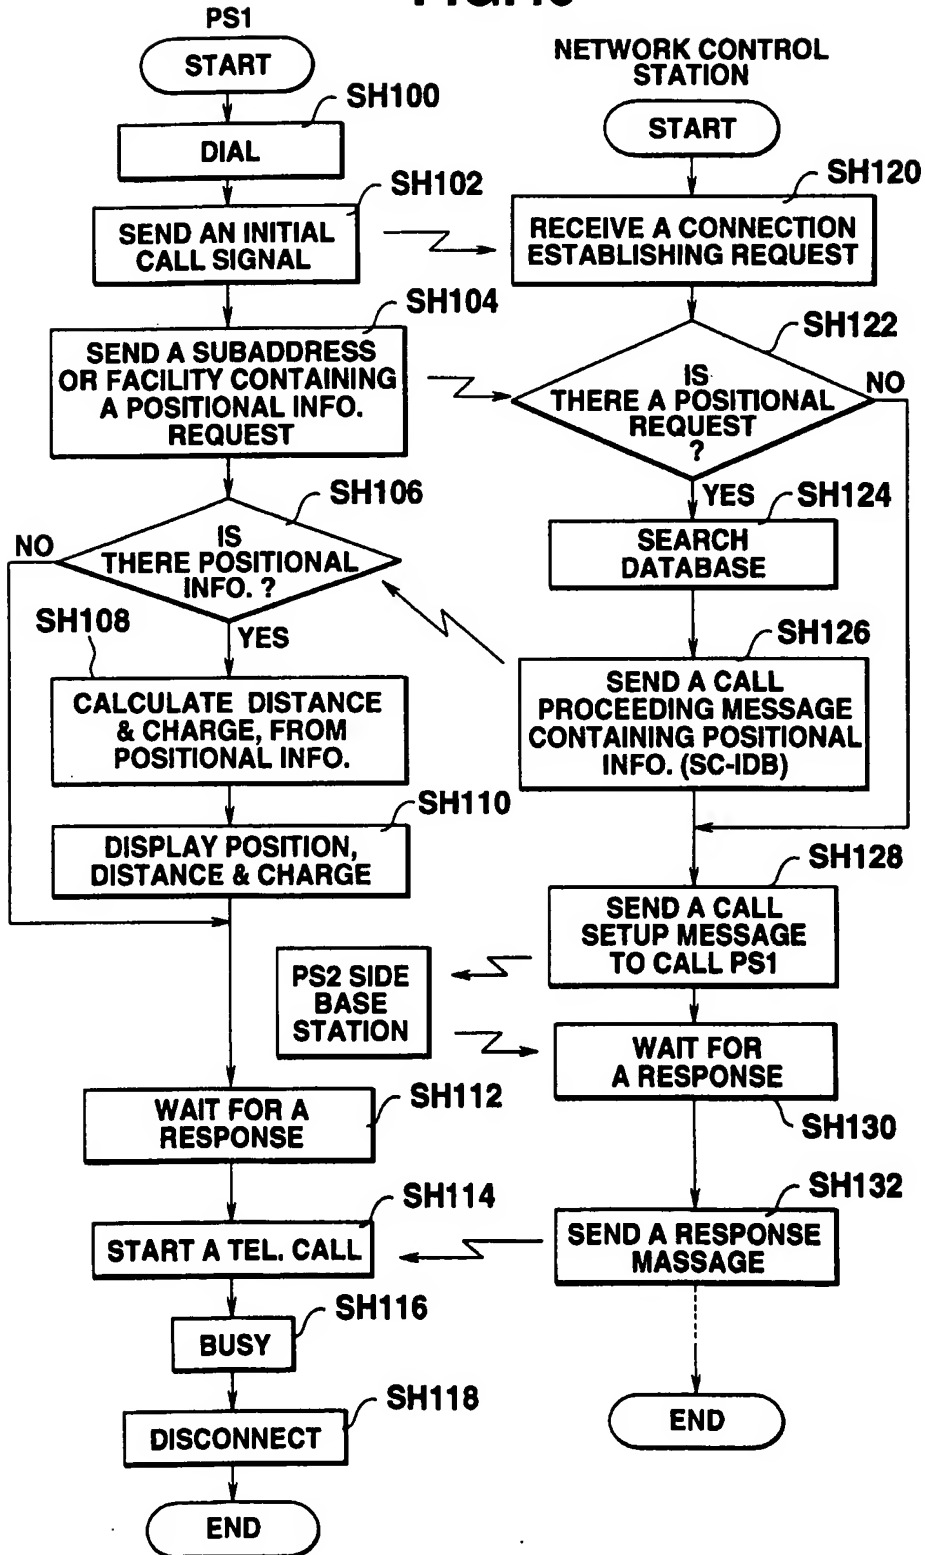 PS1
START
SH100
DIAL
SH102
SEND AN INITIAL
CALL SIGNAL
SH104
SEND A SUBADDRESS
OR FACILITY CONTAINING
A POSITIONAL INFO.
REQUEST
SH106
IS
THERE POSITIONAL
INFO. ?
NO
YES
SH108
CALCULATE DISTANCE
& CHARGE, FROM
POSITIONAL INFO.
SH110
DISPLAY POSITION,
DISTANCE & CHARGE
PS2 SIDE
BASE
STATION
WAIT FOR A
RESPONSE
SH112
SH114
START A TEL. CALL
SH116
BUSY
SH118
DISCONNECT
END
NETWORK CONTROL
STATION
START
SH120
RECEIVE A CONNECTION
ESTABLISHING REQUEST
SH122
IS
THERE A POSITIONAL
REQUEST
?
NO
YES
SH124
SEARCH
DATABASE
SH126
SEND A CALL
PROCEEDING MESSAGE
CONTAINING POSITIONAL
INFO. (SC-IDB)
SH128
SEND A CALL
SETUP MESSAGE
TO CALL PS1
WAIT FOR
A RESPONSE
SH130
SH132
SEND A RESPONSE
MASSAGE
END